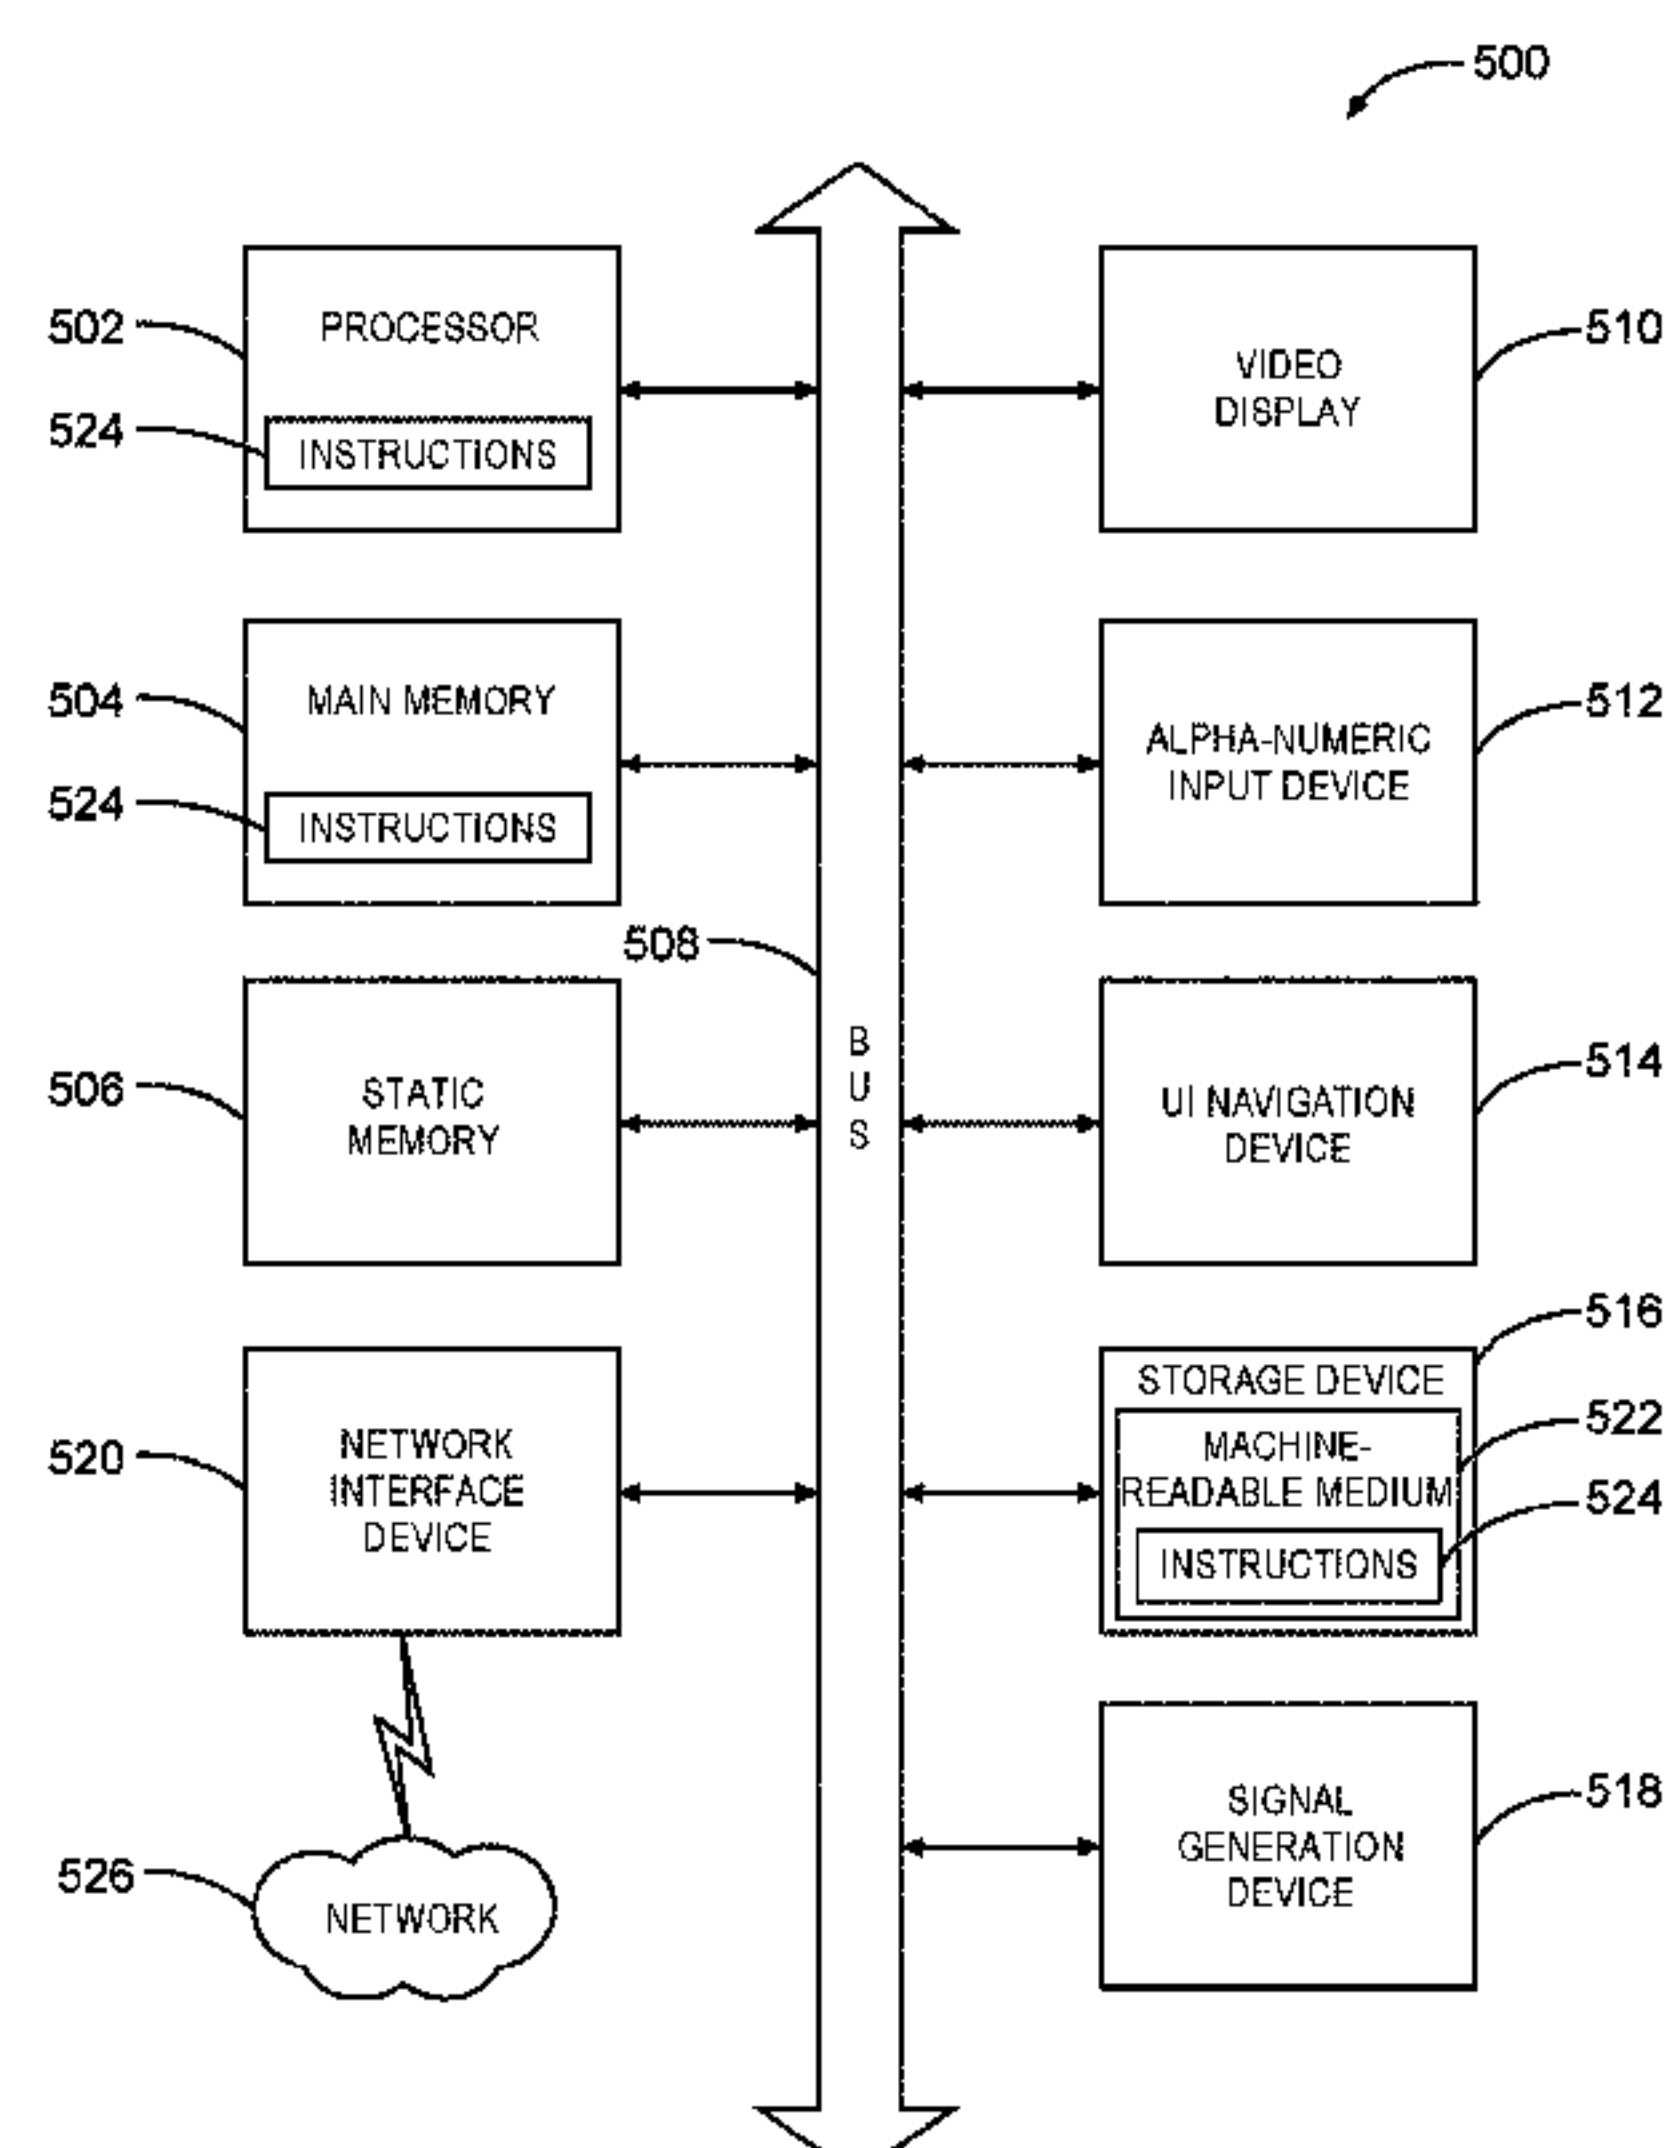 500
502
PROCESSOR
524
INSTRUCTIONS
510
VIDEO
DISPLAY
504
MAIN MEMORY
524
INSTRUCTIONS
512
ALPHA-NUMERIC
INPUT DEVICE
508
BUS
506
STATIC
MEMORY
514
UI NAVIGATION
DEVICE
520
NETWORK
INTERFACE
DEVICE
516
STORAGE DEVICE
522
MACHINE-
READABLE MEDIUM
524
INSTRUCTIONS
526
NETWORK
518
SIGNAL
GENERATION
DEVICE